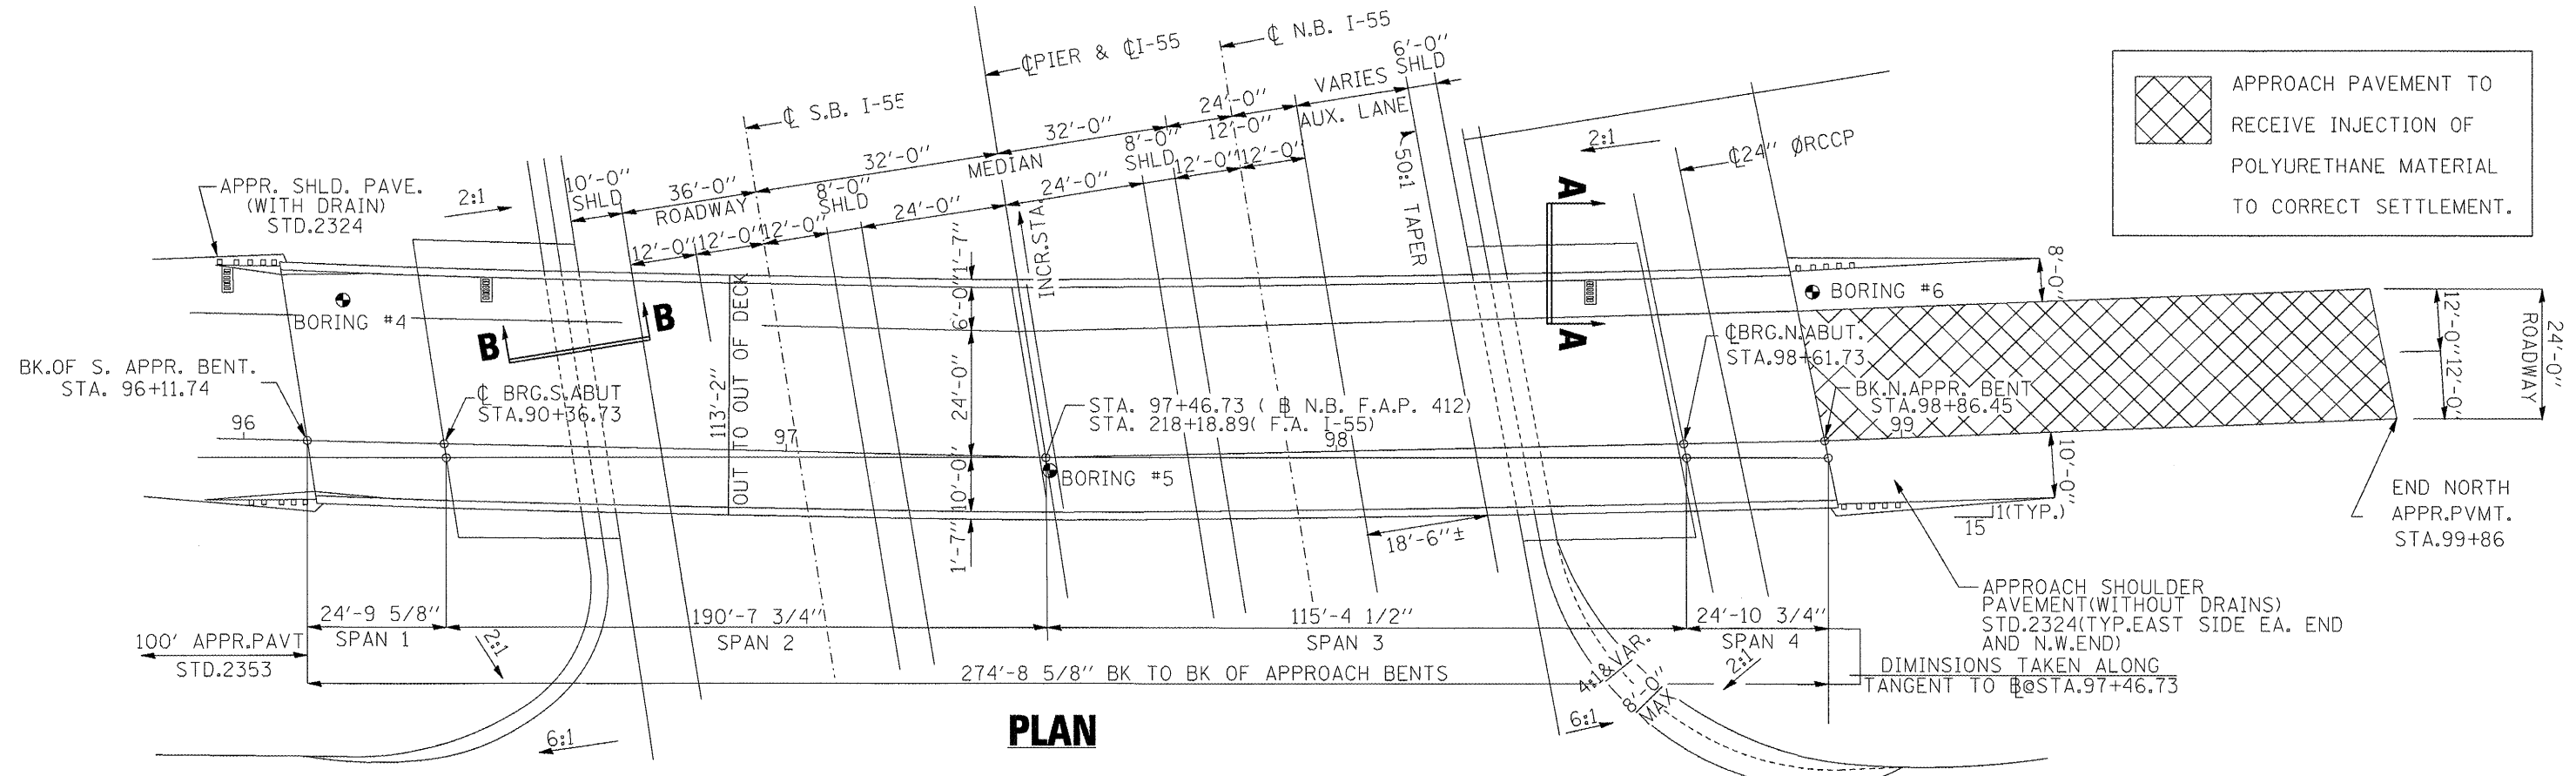 ℄ PIER & ℄ I-55
℄ N.B. I-55
℄ S.B. I-55
6'-0"
SHLD
VARIES
AUX. LANE
24'-0"
32'-0"
12'-0"
8'-0"
SHLD
12'-0"
12'-0"
32'-0"
MEDIAN
24'-0"
10'-0"
SHLD
36'-0"
ROADWAY
8'-0"
SHLD
24'-0"
12'-0"
12'-0"
12'-0"
50:1 TAPER
2:1
℄24" ØRCCP
APPROACH PAVEMENT TO
RECEIVE INJECTION OF
POLYURETHANE MATERIAL
TO CORRECT SETTLEMENT.
APPR. SHLD. PAVE.
(WITH DRAIN)
STD.2324
2:1
A
A
B
B
BORING #4
BORING #6
1'-7"
6'-0"
24'-0"
10'-0"
1'-7"
INCR.STA.
113'-2"
OUT TO OUT OF DECK
8'-0"
12'-0"
12'-0"
24'-0"
ROADWAY
BK.OF S. APPR. BENT.
STA. 96+11.74
℄ BRG.S.ABUT
STA.90+36.73
℄BRG.N.ABUT.
STA.98+61.73
BK.N.APPR. BENT
STA.98+86.45
96
97
98
99
STA. 97+46.73 ( ℄ N.B. F.A.P. 412)
STA. 218+18.89( F.A. I-55)
BORING #5
10'-0"
1(TYP.)
15
18'-6"±
END NORTH
APPR.PVMT.
STA.99+86
APPROACH SHOULDER
PAVEMENT(WITHOUT DRAINS)
STD.2324(TYP.EAST SIDE EA. END
AND N.W.END)
24'-9 5/8"
SPAN 1
190'-7 3/4"
SPAN 2
115'-4 1/2"
SPAN 3
24'-10 3/4"
SPAN 4
100' APPR.PAVT
STD.2353
2:1
274'-8 5/8" BK TO BK OF APPROACH BENTS
4:1&VAR.
8'-0"
MAX
2:1
DIMINSIONS TAKEN ALONG
TANGENT TO ℄@STA.97+46.73
6:1
6:1
PLAN